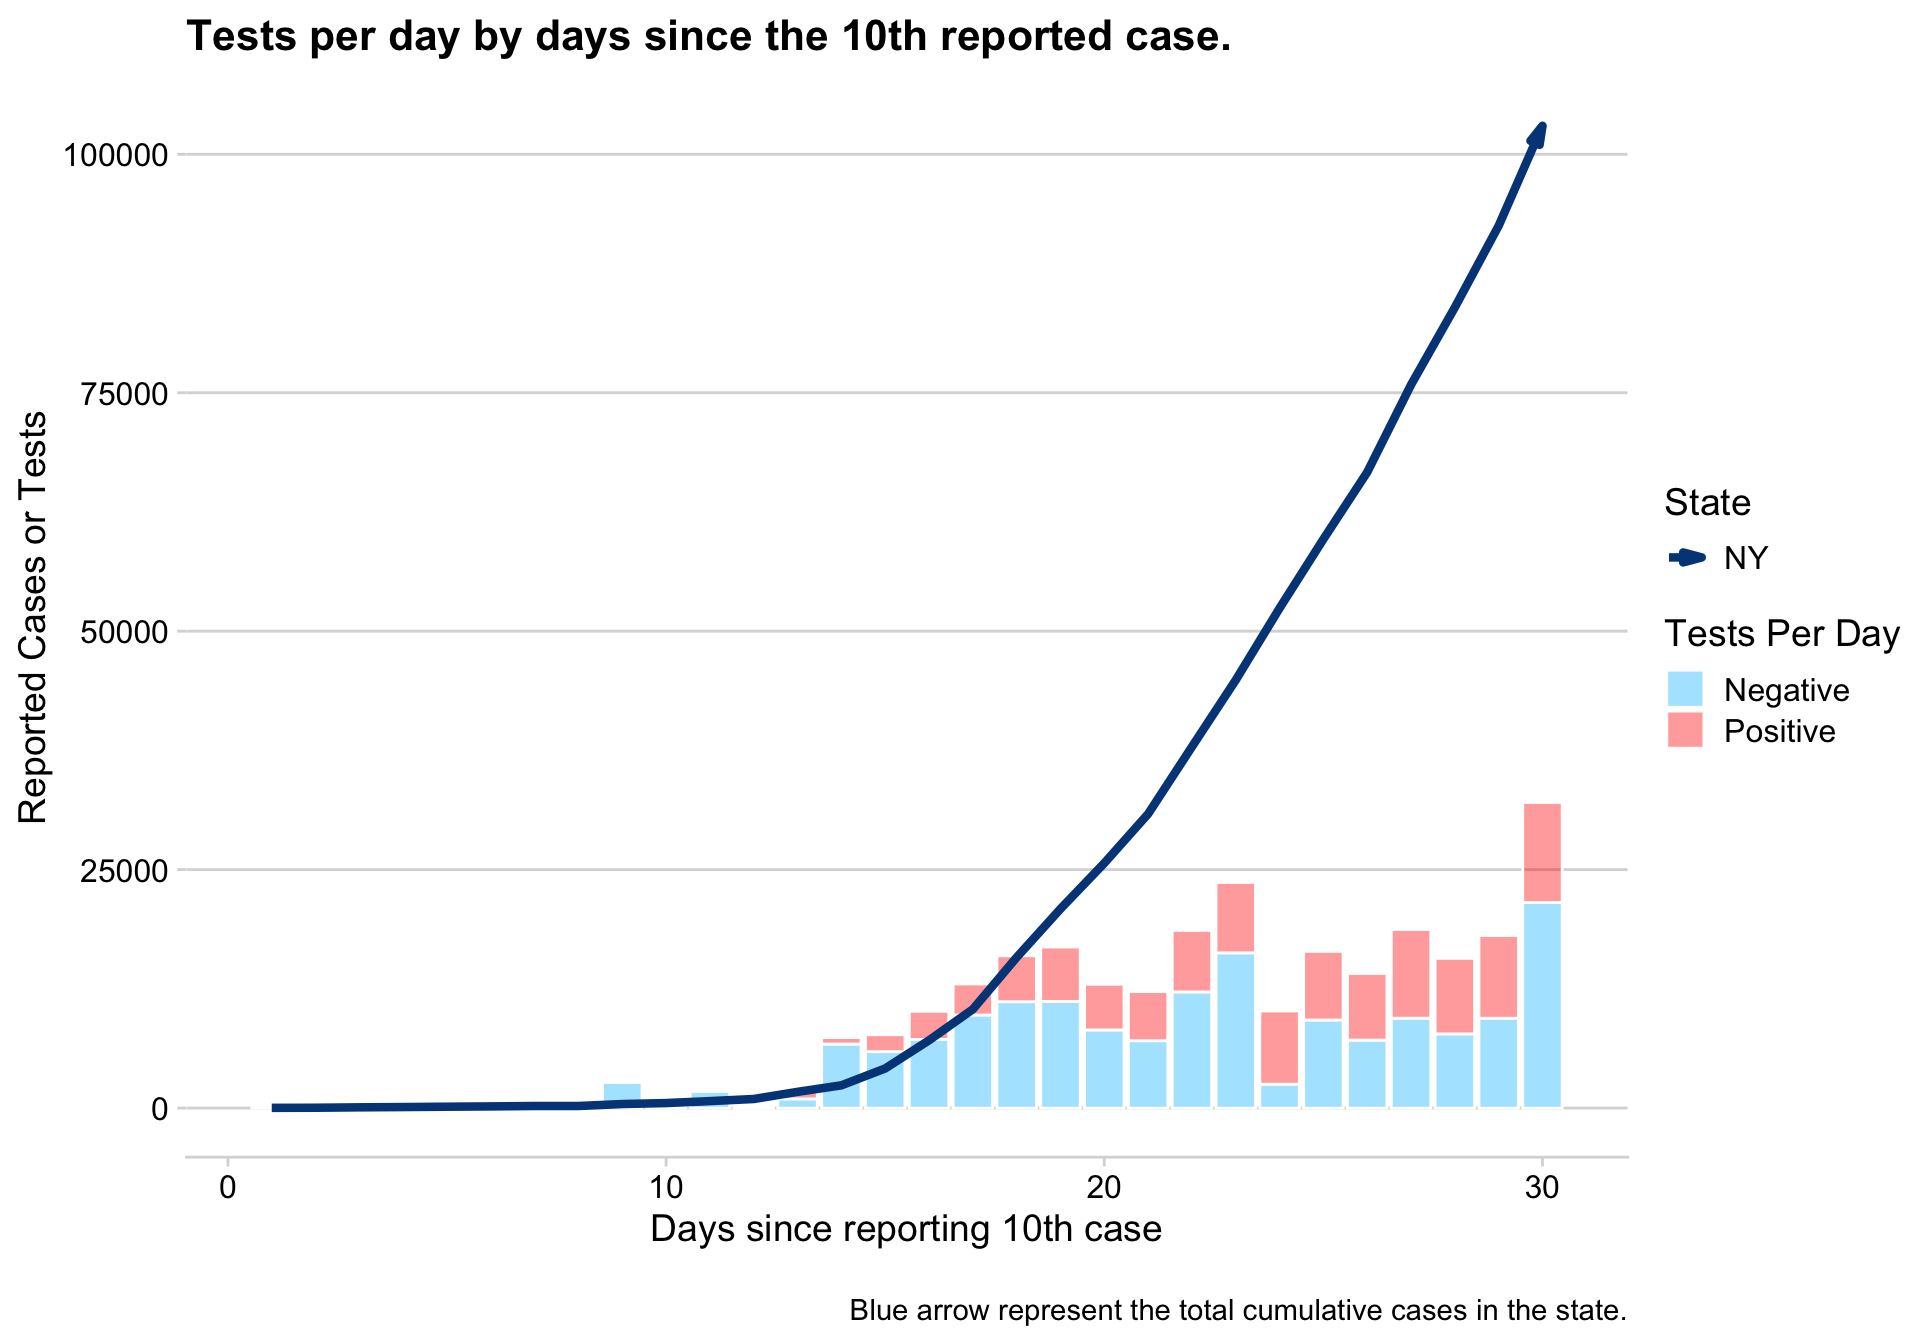 Tests per day by days since the 10th reported case.
100000
75000
50000
25000
0
Reported Cases or Tests
0 10 20 30
Days since reporting 10th case
State
NY
Tests Per Day
Negative
Positive
Blue arrow represent the total cumulative cases in the state.